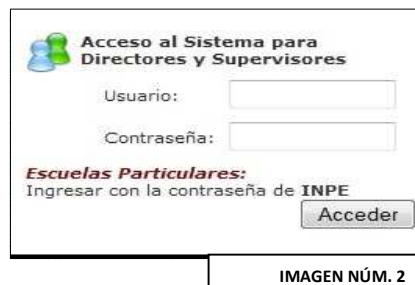 Acceso al Sistema para
Directores y Supervisores
Usuario:
Contraseña:
Escuelas Particulares:
Ingresar con la contraseña de INPE
Acceder
IMAGEN NÚM. 2